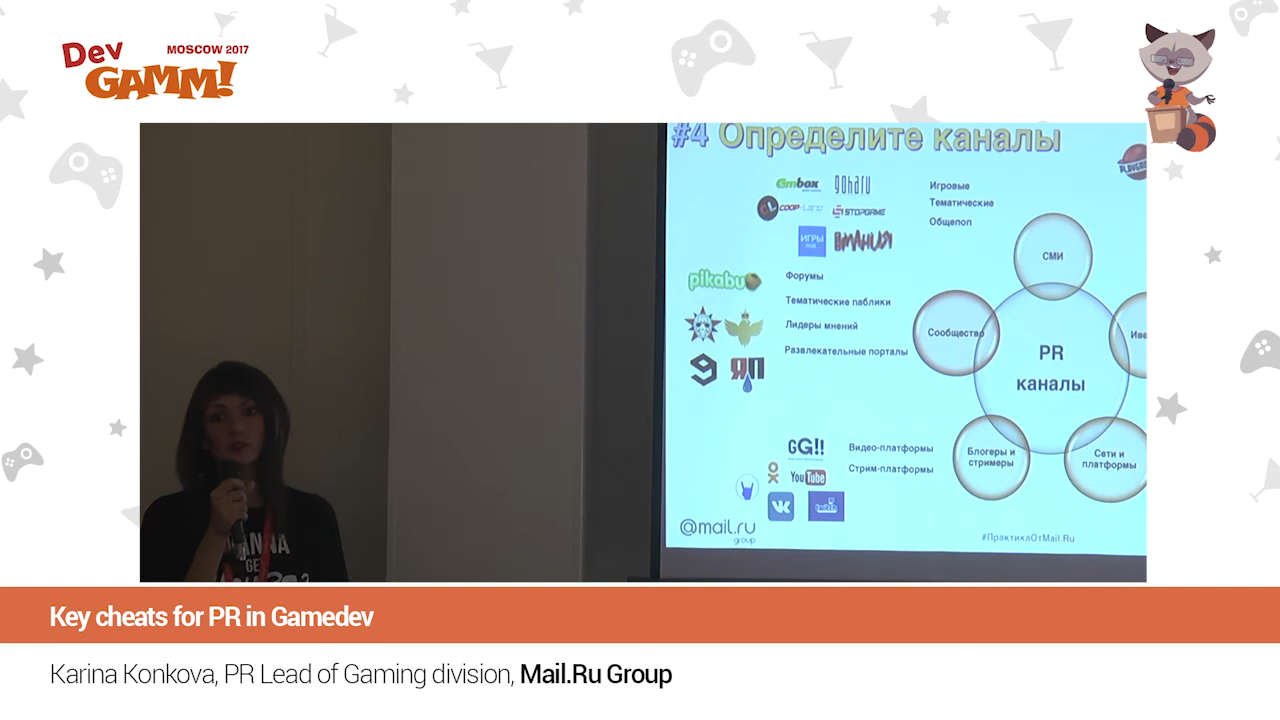 Dev
GAMM!
MOSCOW 2017
#4 Определите каналы
GMbox
goharu
COOP-LAND
STOPGAME
ИГРЫ
Игровые
Тематические
Общепоп
СМИ
pikabu
Форумы
Тематические паблики
Лидеры мнений
Развлекательные порталы
ЯП
Сообщество
PR
каналы
GG!!
YouTube
twitch
Видео-платформы
Стрим-платформы
Блогеры и
стримеры
Сети и
платформы
@mail.ru
group
#ПрактикаОтMail.Ru
Key cheats for PR in Gamedev
Karina Konkova, PR Lead of Gaming division, Mail.Ru Group